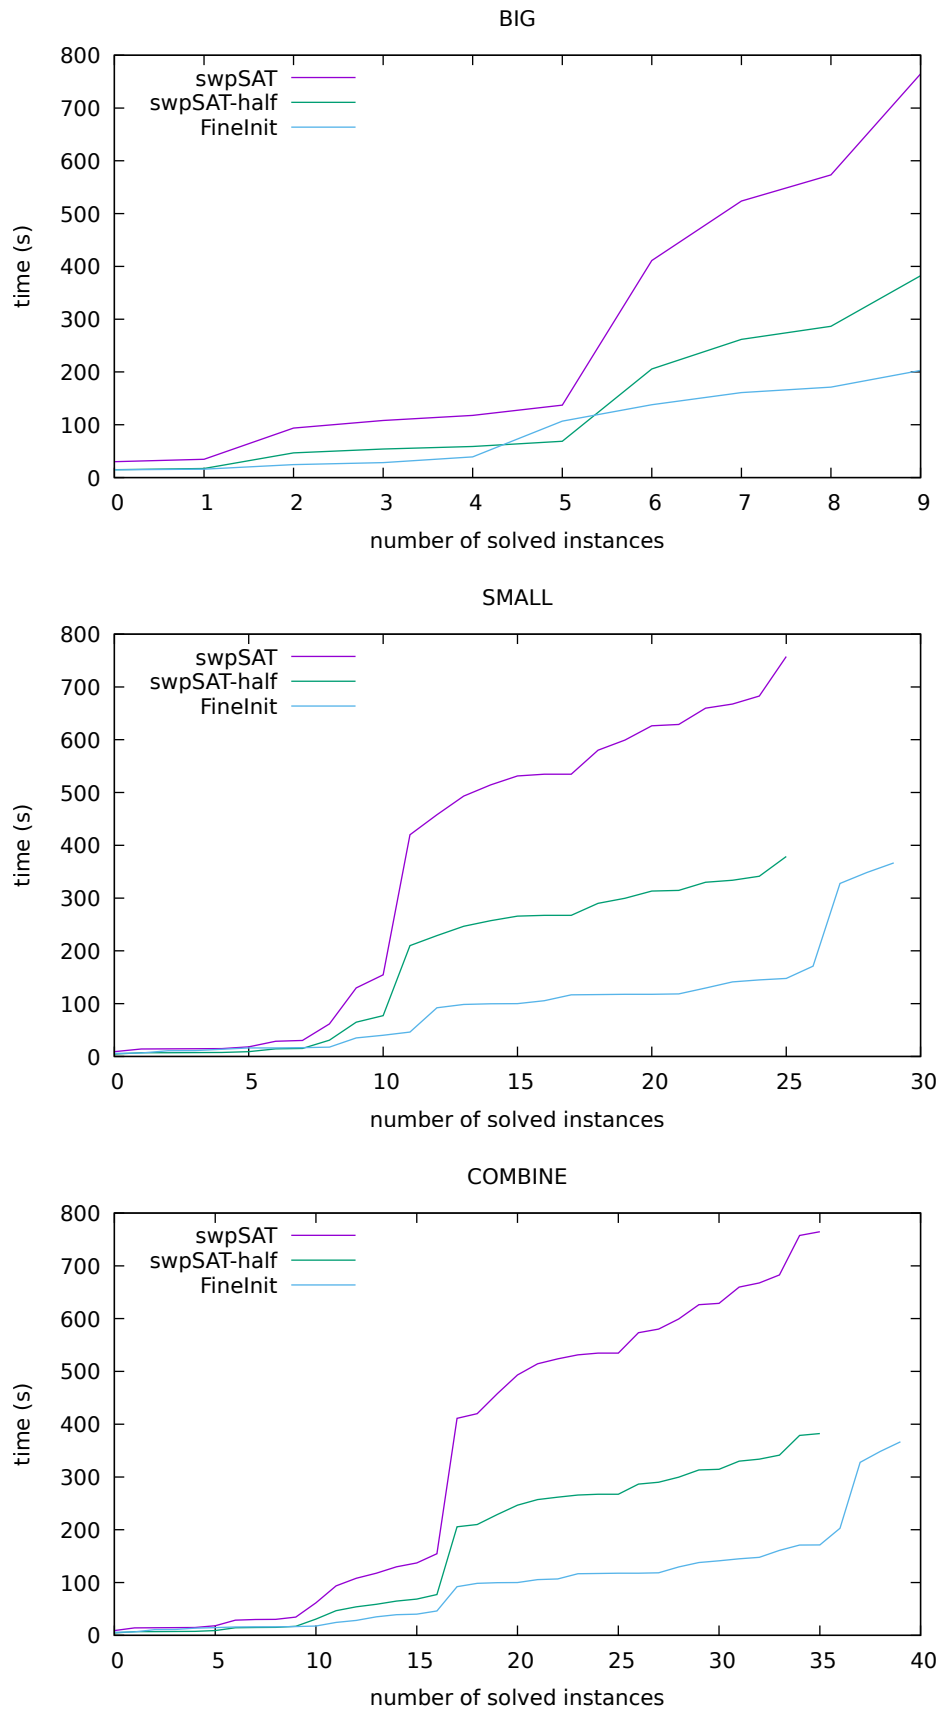 BIG
800
700
600
500
400
300
200
100
0
time (s)
swpSAT
swpSAT-half
FineInit
0 1 2 3 4 5 6 7 8 9
number of solved instances
SMALL
800
700
600
500
400
300
200
100
0
time (s)
swpSAT
swpSAT-half
FineInit
0 5 10 15 20 25 30
number of solved instances
COMBINE
800
700
600
500
400
300
200
100
0
time (s)
swpSAT
swpSAT-half
FineInit
0 5 10 15 20 25 30 35 40
number of solved instances